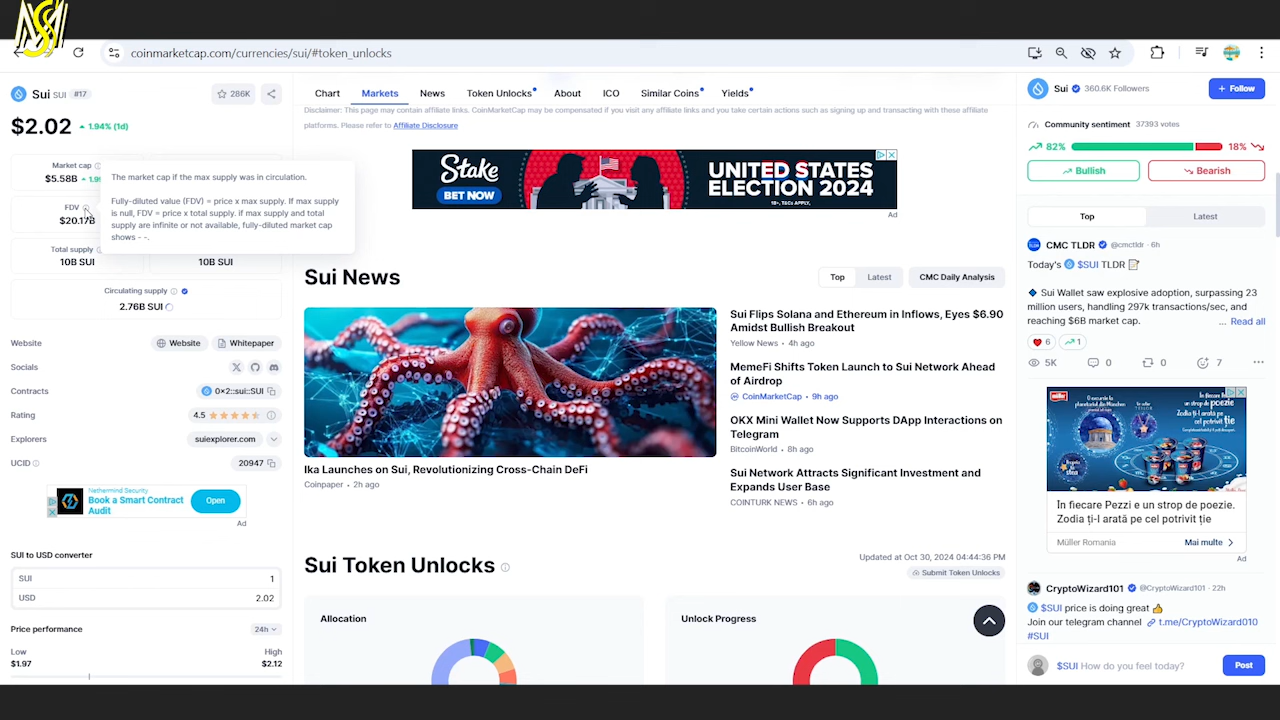 coinmarketcap.com/currencies/sui/#token_unlocks
Sui SUI #17
286K
$2.02 1.94% (1d)
Market cap
$5.58B
The market cap if the max supply was in circulation.
Fully-diluted value (FDV) = price x max supply. If max supply
is null, FDV = price x total supply. If max supply and total
supply are infinite or not available, fully-diluted market cap
shows - -.
FDV
$20.17B
Total supply
10B SUI
10B SUI
Circulating supply
2.76B SUI
Website Website Whitepaper
Socials
Contracts 0×2::sui::SUI
Rating 4.5
Explorers suiexplorer.com
UCID 20947
Nethermind Security
Book a Smart Contract
Audit
Open
Ad
SUI to USD converter
SUI 1
USD 2.02
Price performance 24h
Low High
$1.97 $2.12
Chart Markets News Token Unlocks About ICO Similar Coins Yields
Disclaimer: This page may contain affiliate links. CoinMarketCap may be compensated if you visit any affiliate links and you take certain actions such as signing up and transacting with these affiliate
platforms. Please refer to Affiliate Disclosure
Stake
BET NOW
UNITED STATES
ELECTION 2024
Ad
Sui News
Top Latest CMC Daily Analysis
Ika Launches on Sui, Revolutionizing Cross-Chain DeFi
Coinpaper • 2h ago
Sui Flips Solana and Ethereum in Inflows, Eyes $6.90
Amidst Bullish Breakout
Yellow News • 4h ago
MemeFi Shifts Token Launch to Sui Network Ahead
of Airdrop
CoinMarketCap • 9h ago
OKX Mini Wallet Now Supports DApp Interactions on
Telegram
BitcoinWorld • 8h ago
Sui Network Attracts Significant Investment and
Expands User Base
COINTURK NEWS • 6h ago
Sui Token Unlocks
Updated at Oct 30, 2024 04:44:36 PM
Submit Token Unlocks
Allocation
Unlock Progress
Sui 360.6K Followers
+ Follow
Community sentiment 37393 votes
82% 18%
Bullish Bearish
Top Latest
CMC TLDR @cmctldr · 6h
Today's $SUI TLDR
Sui Wallet saw explosive adoption, surpassing 23
million users, handling 297k transactions/sec, and
reaching $6B market cap. ... Read all
6 1
5K 0 0 7
În fiecare Pezzi e un strop de poezie.
Zodia ți-l arată pe cel potrivit ție
Müller Romania Mai multe
Ad
CryptoWizard101 @CryptoWizard101 · 22h
$SUI price is doing great
Join our telegram channel t.me/CryptoWizard010
#SUI
$SUI How do you feel today?
Post